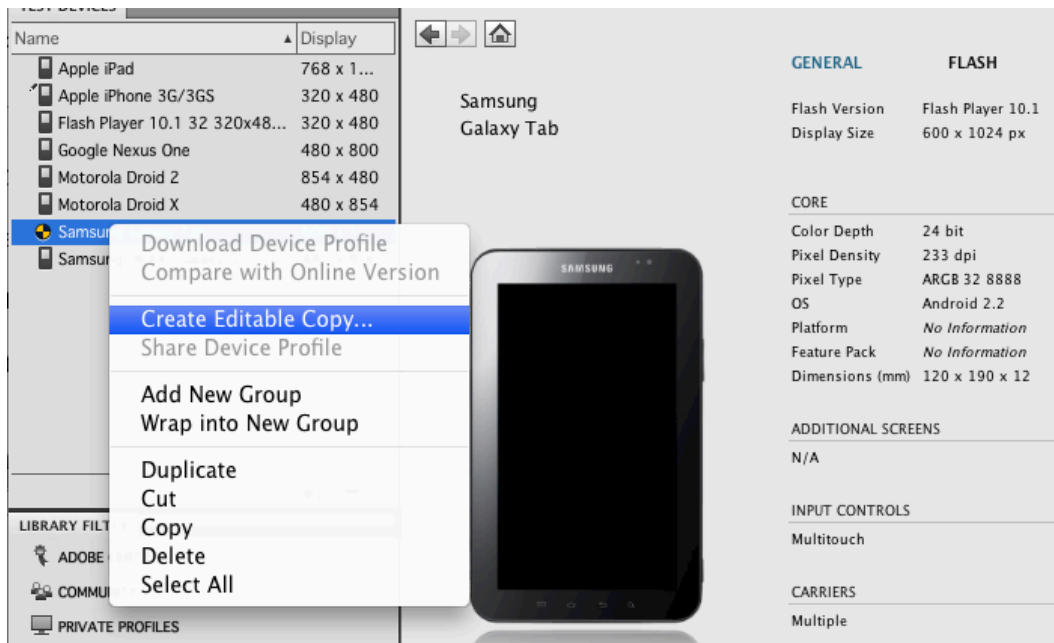 TEST DEVICES
Name
Display
Apple iPad
768 x 1...
Apple iPhone 3G/3GS
320 x 480
Flash Player 10.1 32 320x48...
320 x 480
Google Nexus One
480 x 800
Motorola Droid 2
854 x 480
Motorola Droid X
480 x 854
Download Device Profile
Compare with Online Version
Create Editable Copy...
Share Device Profile
Add New Group
Wrap into New Group
Duplicate
Cut
Copy
Delete
Select All
ADOBE
PRIVATE PROFILES
Samsung
Galaxy Tab
SAMSUNG
GENERAL
FLASH
Flash Version
Flash Player 10.1
Display Size
600 x 1024 px
CORE
Color Depth
24 bit
Pixel Density
233 dpi
Pixel Type
ARGB 32 8888
OS
Android 2.2
Platform
No Information
Feature Pack
No Information
Dimensions (mm)
120 x 190 x 12
ADDITIONAL SCREENS
N/A
INPUT CONTROLS
Multitouch
CARRIERS
Multiple